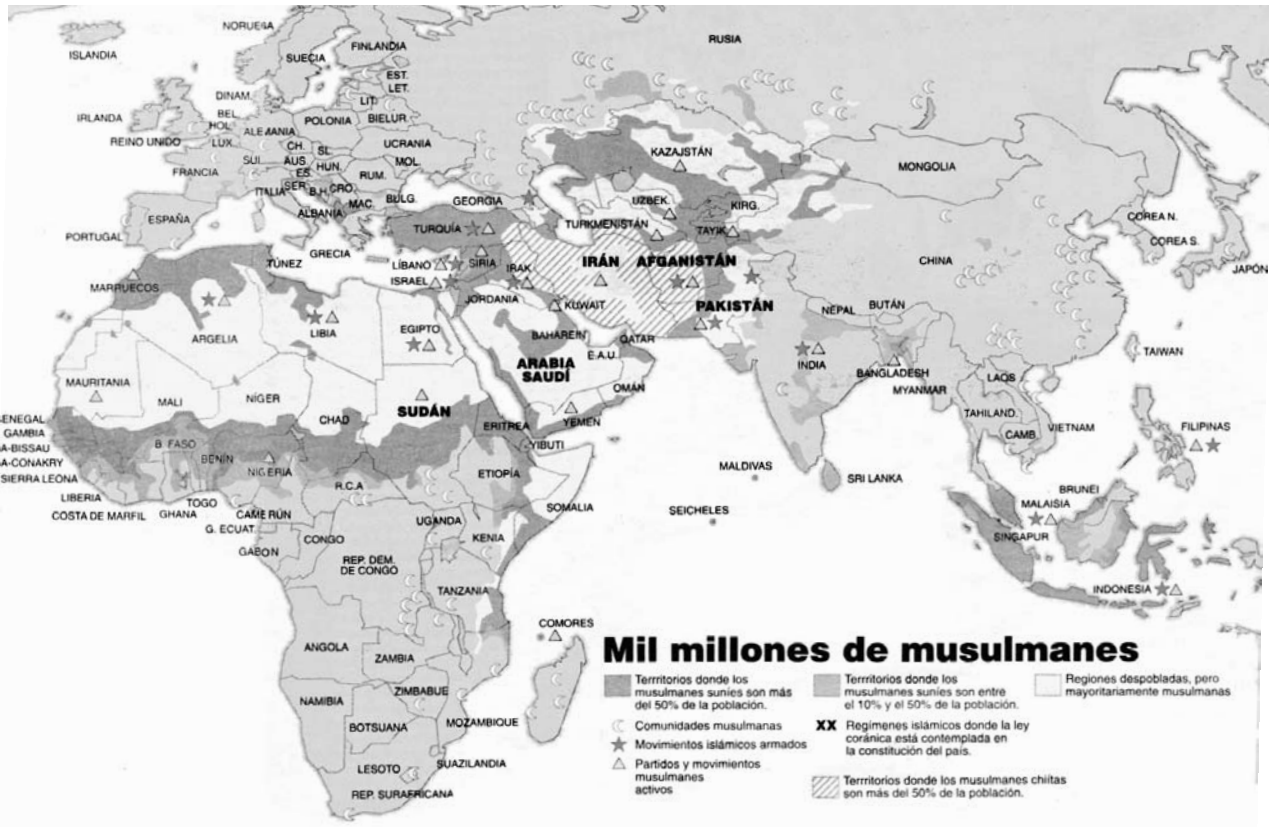 NORUEGA
ISLANDIA
SUECIA
FINLANDIA
RUSIA
EST.
LET.
DINAM.
LIT.
IRLANDA
BEL.
HOL.
ALEMANIA
POLONIA
BIELUR.
REINO UNIDO
LUX.
CH.
SL.
UCRANIA
FRANCIA
SUI.
AUS.
HUN.
MOL.
ES.
RUM.
ITALIA
SER.
B.H.
CRO.
MAC.
BULG.
GEORGIA
ESPAÑA
ALBANIA
PORTUGAL
GRECIA
TURQUÍA
KAZAJSTÁN
MONGOLIA
UZBEK.
KIRG.
TURKMENISTÁN
TAYIK.
COREA N.
COREA S.
JAPÓN
CHINA
TÚNEZ
MARRUECOS
LÍBANO
SIRIA
ISRAEL
IRAK
IRÁN
AFGANISTÁN
JORDANIA
KUWAIT
PAKISTÁN
NEPAL
BUTÁN
ARGELIA
LIBIA
EGIPTO
BAHAREIN
QATAR
E.A.U.
ARABIA
SAUDÍ
OMÁN
INDIA
BANGLADESH
MYANMAR
LAOS
TAIWAN
MAURITANIA
MALI
NÍGER
CHAD
SUDÁN
ERITREA
YEMEN
YIBUTI
TAHILAND.
CAMB.
VIETNAM
FILIPINAS
SENEGAL
GAMBIA
A-BISSAU
A-CONAKRY
SIERRA LEONA
LIBERIA
COSTA DE MARFIL
B. FASO
BENÍN
NIGERIA
TOGO
GHANA
R.C.A
ETIOPÍA
SOMALIA
MALDIVAS
SRI LANKA
SEICHELES
BRUNEI
MALAISIA
SINGAPUR
INDONESIA
CAMERÚN
G. ECUAT.
GABON
CONGO
UGANDA
KENIA
REP. DEM.
DE CONGO
TANZANIA
COMORES
ANGOLA
ZAMBIA
NAMIBIA
ZIMBABUE
BOTSUANA
MOZAMBIQUE
LESOTO
SUAZILANDIA
REP. SURAFRICANA
Mil millones de musulmanes
Terrritorios donde los
musulmanes suníes son más
del 50% de la población.
Comunidades musulmanas
Movimientos islámicos armados
Partidos y movimientos
musulmanes
activos
Terrritorios donde los
musulmanes suníes son entre
el 10% y el 50% de la población.
XX Regímenes islámicos donde la ley
coránica está contemplada en
la constitución del país.
Terrritorios donde los musulmanes chiítas
son más del 50% de la población.
Regiones despobladas, pero
mayoritariamente musulmanas